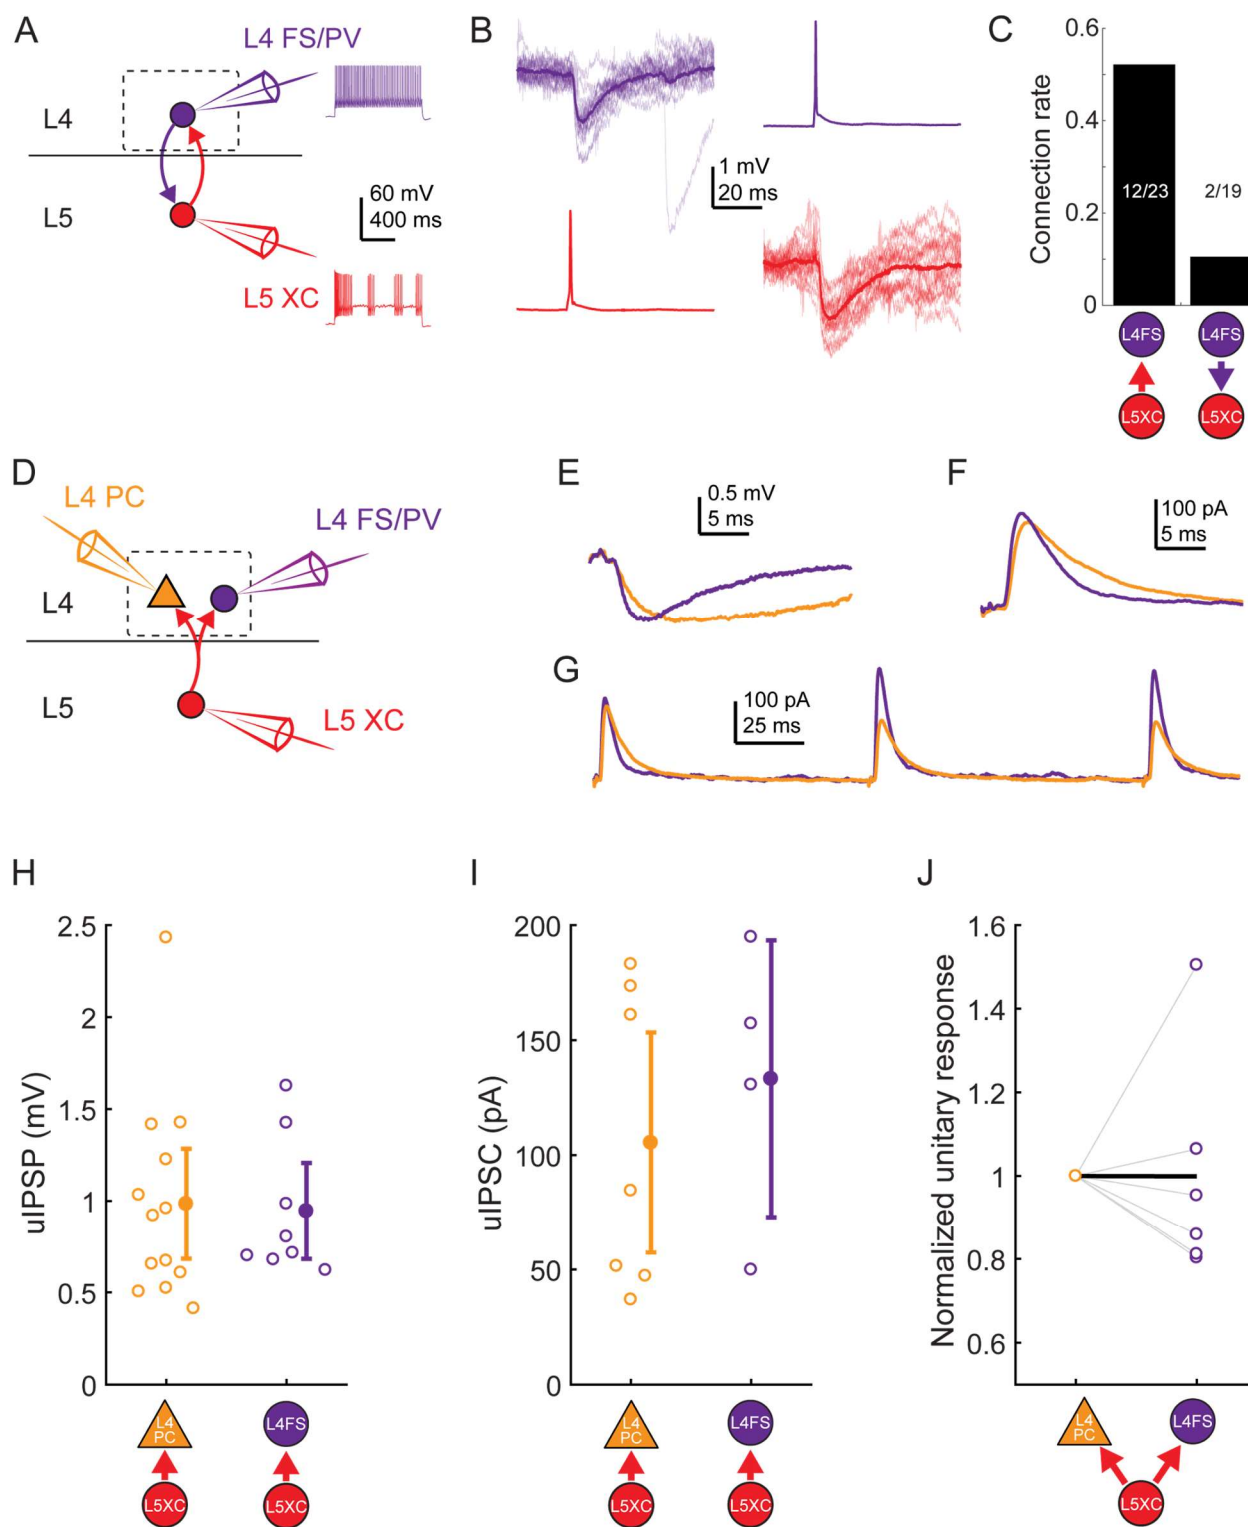 A
L4 FS/PV
L4
L5
60 mV
400 ms
L5 XC
B
1 mV
20 ms
C
Connection rate
0.6
0.4
0.2
0
12/23
2/19
L4FS
L4FS
L5XC
L5XC
D
L4 PC
L4 FS/PV
L4
L5
L5 XC
E
0.5 mV
5 ms
F
100 pA
5 ms
G
100 pA
25 ms
H
uIPSP (mV)
2.5
2
1.5
1
0.5
0
L4
PC
L4FS
L5XC
L5XC
I
uIPSC (pA)
200
150
100
50
0
L4
PC
L4FS
L5XC
L5XC
J
Normalized unitary response
1.6
1.4
1.2
1
0.8
0.6
L4
PC
L4FS
L5XC